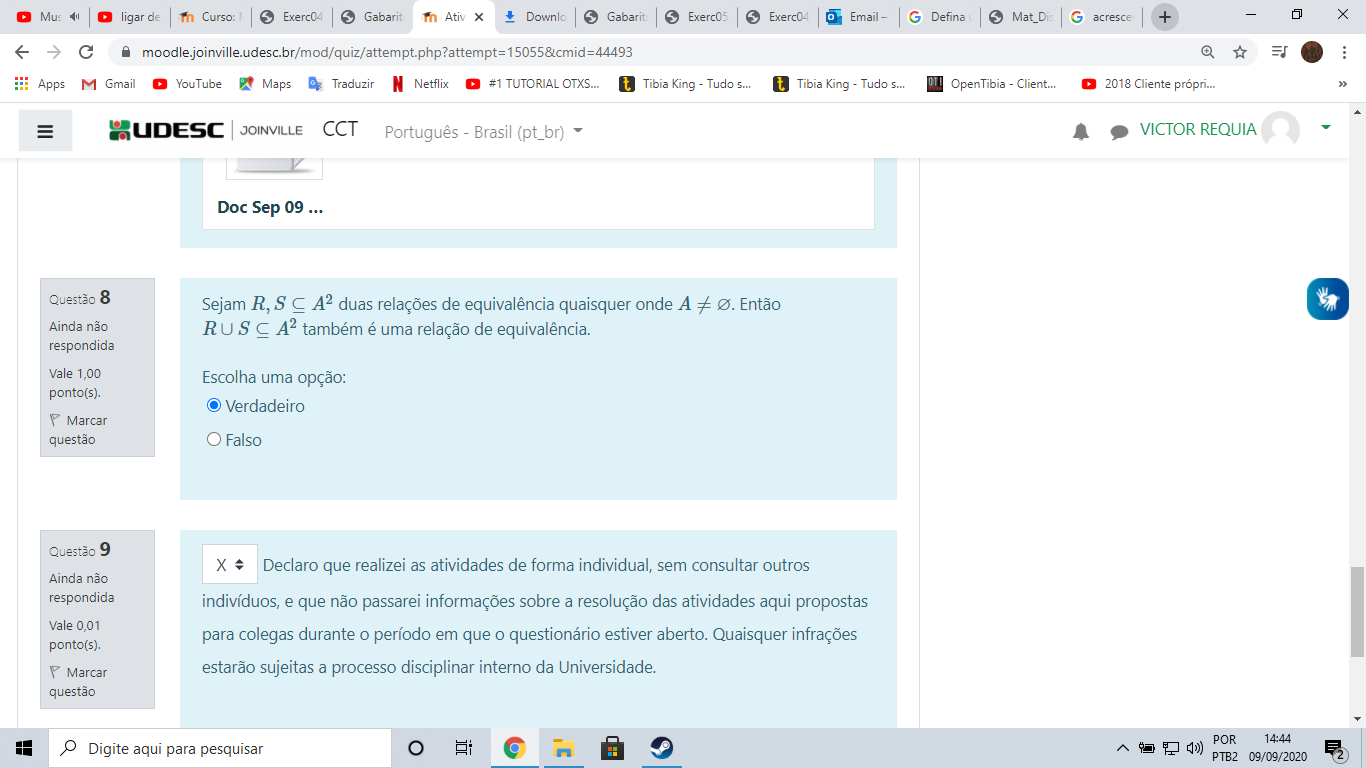 Mus
ligar de
Curso: M
Exerc04
Gabarit
Ativ
Downlo
Gabarit
Exerc05
Exerc04
Email –
Defina u
Mat_Dis
acresce
moodle.joinville.udesc.br/mod/quiz/attempt.php?attempt=15055&cmid=44493
Apps
Gmail
YouTube
Maps
Traduzir
Netflix
#1 TUTORIAL OTXS...
Tibia King - Tudo s...
Tibia King - Tudo s...
OpenTibia - Client...
2018 Cliente própri...
»
UDESC | JOINVILLE
CCT
Português - Brasil (pt_br)
VICTOR REQUIA
Doc Sep 09 ...
Questão 8
Ainda não
respondida
Vale 1,00
ponto(s).
Marcar
questão
Sejam R, S ⊆ A² duas relações de equivalência quaisquer onde A ≠ ∅. Então
R ∪ S ⊆ A² também é uma relação de equivalência.
Escolha uma opção:
Verdadeiro
Falso
Questão 9
Ainda não
respondida
Vale 0,01
ponto(s).
Marcar
questão
X Declaro que realizei as atividades de forma individual, sem consultar outros
indivíduos, e que não passarei informações sobre a resolução das atividades aqui propostas
para colegas durante o período em que o questionário estiver aberto. Quaisquer infrações
estarão sujeitas a processo disciplinar interno da Universidade.
Digite aqui para pesquisar
POR
PTB2
14:44
09/09/2020
2